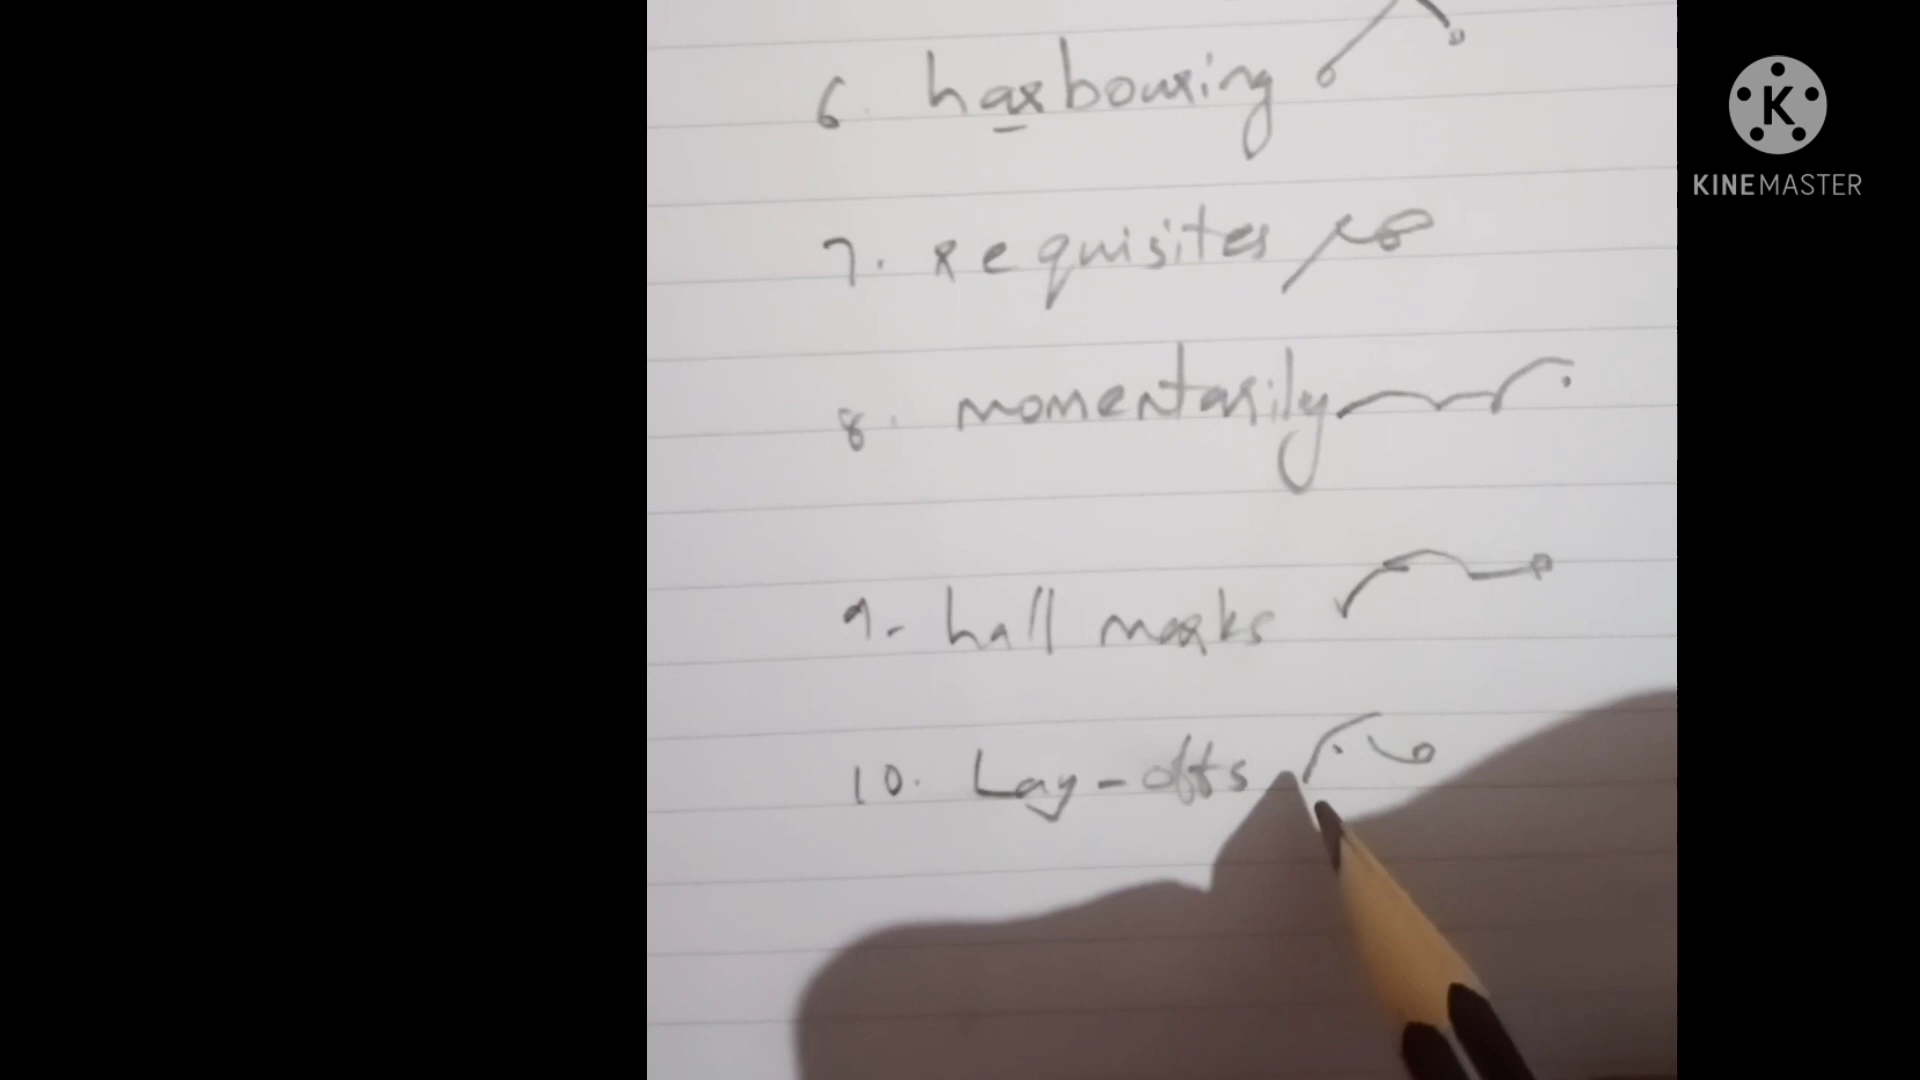 6. harbouring
7. requisites
8. momentarily
9- hall marks
10. Lay-offs
K
KINEMASTER